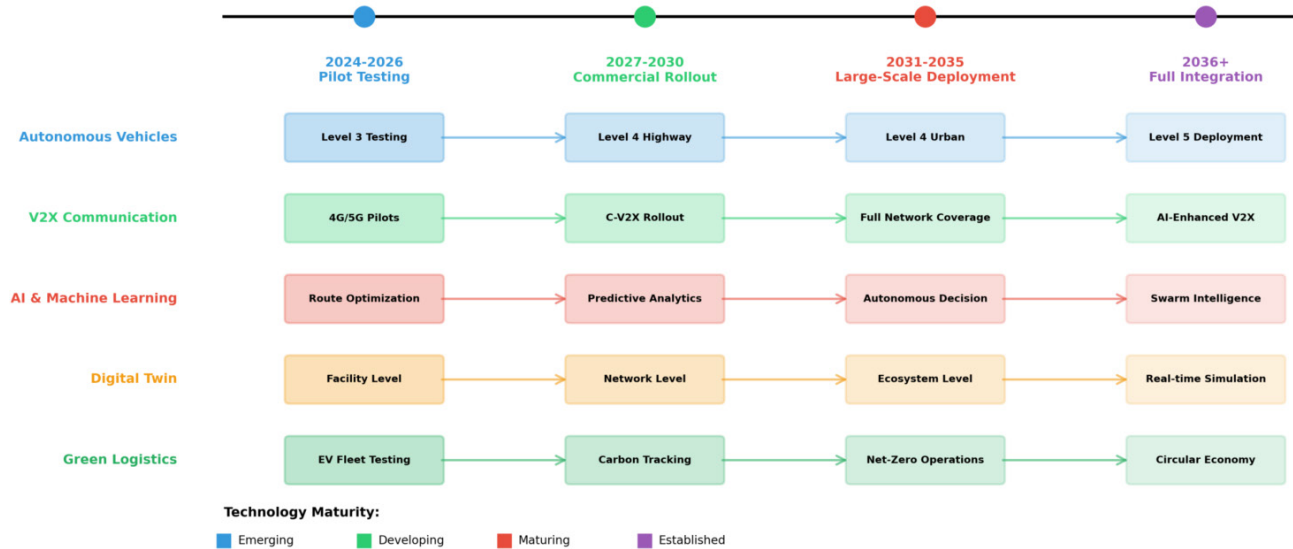 2024-2026
Pilot Testing
2027-2030
Commercial Rollout
2031-2035
Large-Scale Deployment
2036+
Full Integration
Autonomous Vehicles
Level 3 Testing
Level 4 Highway
Level 4 Urban
Level 5 Deployment
V2X Communication
4G/5G Pilots
C-V2X Rollout
Full Network Coverage
AI-Enhanced V2X
AI & Machine Learning
Route Optimization
Predictive Analytics
Autonomous Decision
Swarm Intelligence
Digital Twin
Facility Level
Network Level
Ecosystem Level
Real-time Simulation
Green Logistics
EV Fleet Testing
Carbon Tracking
Net-Zero Operations
Circular Economy
Technology Maturity:
Emerging
Developing
Maturing
Established